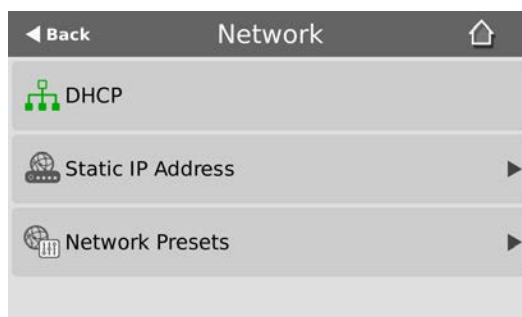 Back
Network
DHCP
Static IP Address
Network Presets